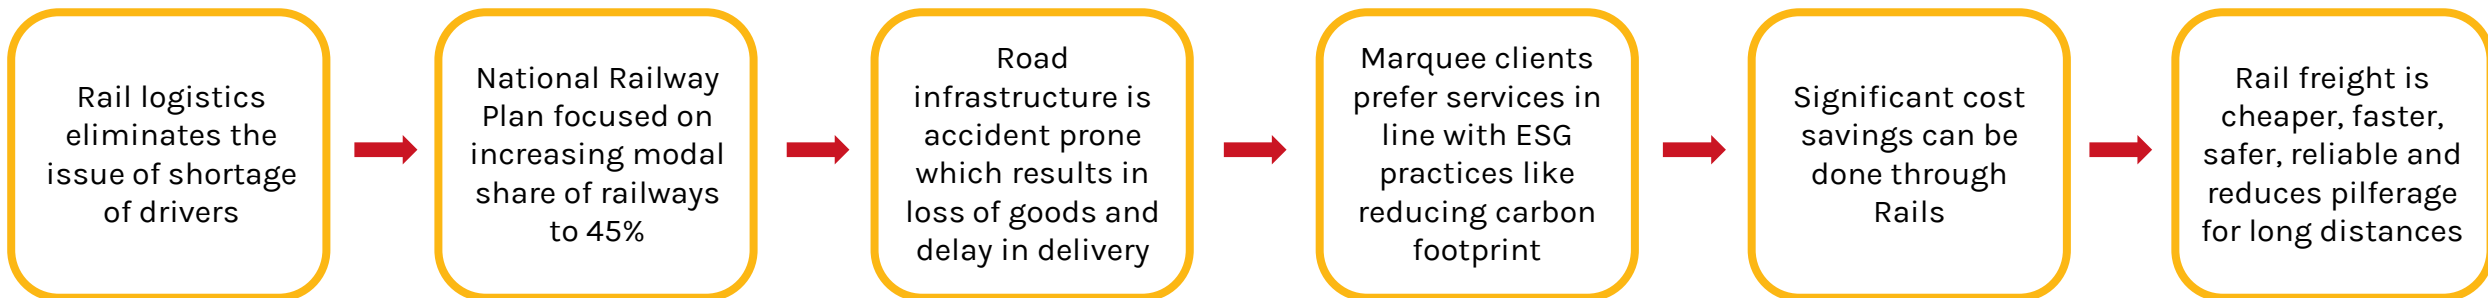 Rail logistics
eliminates the
issue of shortage
of drivers
National Railway
Plan focused on
increasing modal
share of railways
to 45%
Road
infrastructure is
accident prone
which results in
loss of goods and
delay in delivery
Marquee clients
prefer services in
line with ESG
practices like
reducing carbon
footprint
Significant cost
savings can be
done through
Rails
Rail freight is
cheaper, faster,
safer, reliable and
reduces pilferage
for long distances